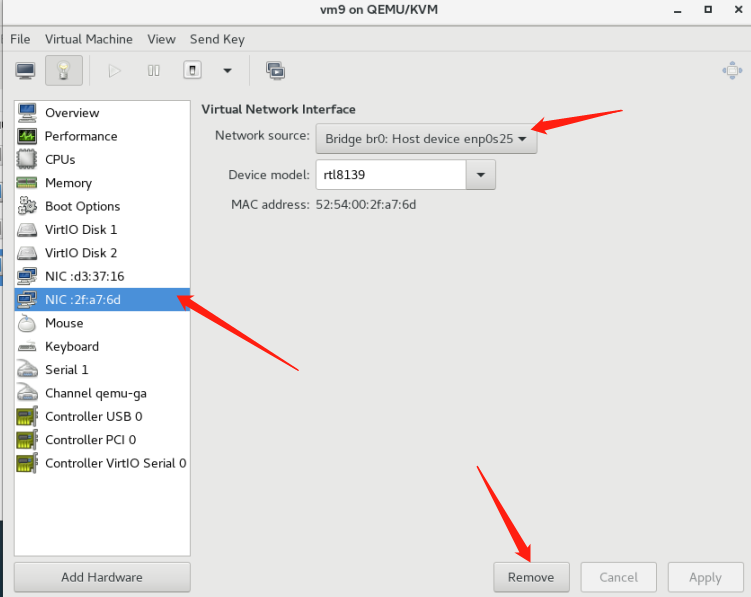 vm9 on QEMU/KVM
File Virtual Machine View Send Key
Overview
Performance
CPUs
Memory
Boot Options
VirtIO Disk 1
VirtIO Disk 2
NIC :d3:37:16
NIC :2f:a7:6d
Mouse
Keyboard
Serial 1
Channel qemu-ga
Controller USB 0
Controller PCI 0
Controller VirtIO Serial 0
Add Hardware
Virtual Network Interface
Network source: Bridge br0: Host device enp0s25
Device model: rtl8139
MAC address: 52:54:00:2f:a7:6d
Remove Cancel Apply